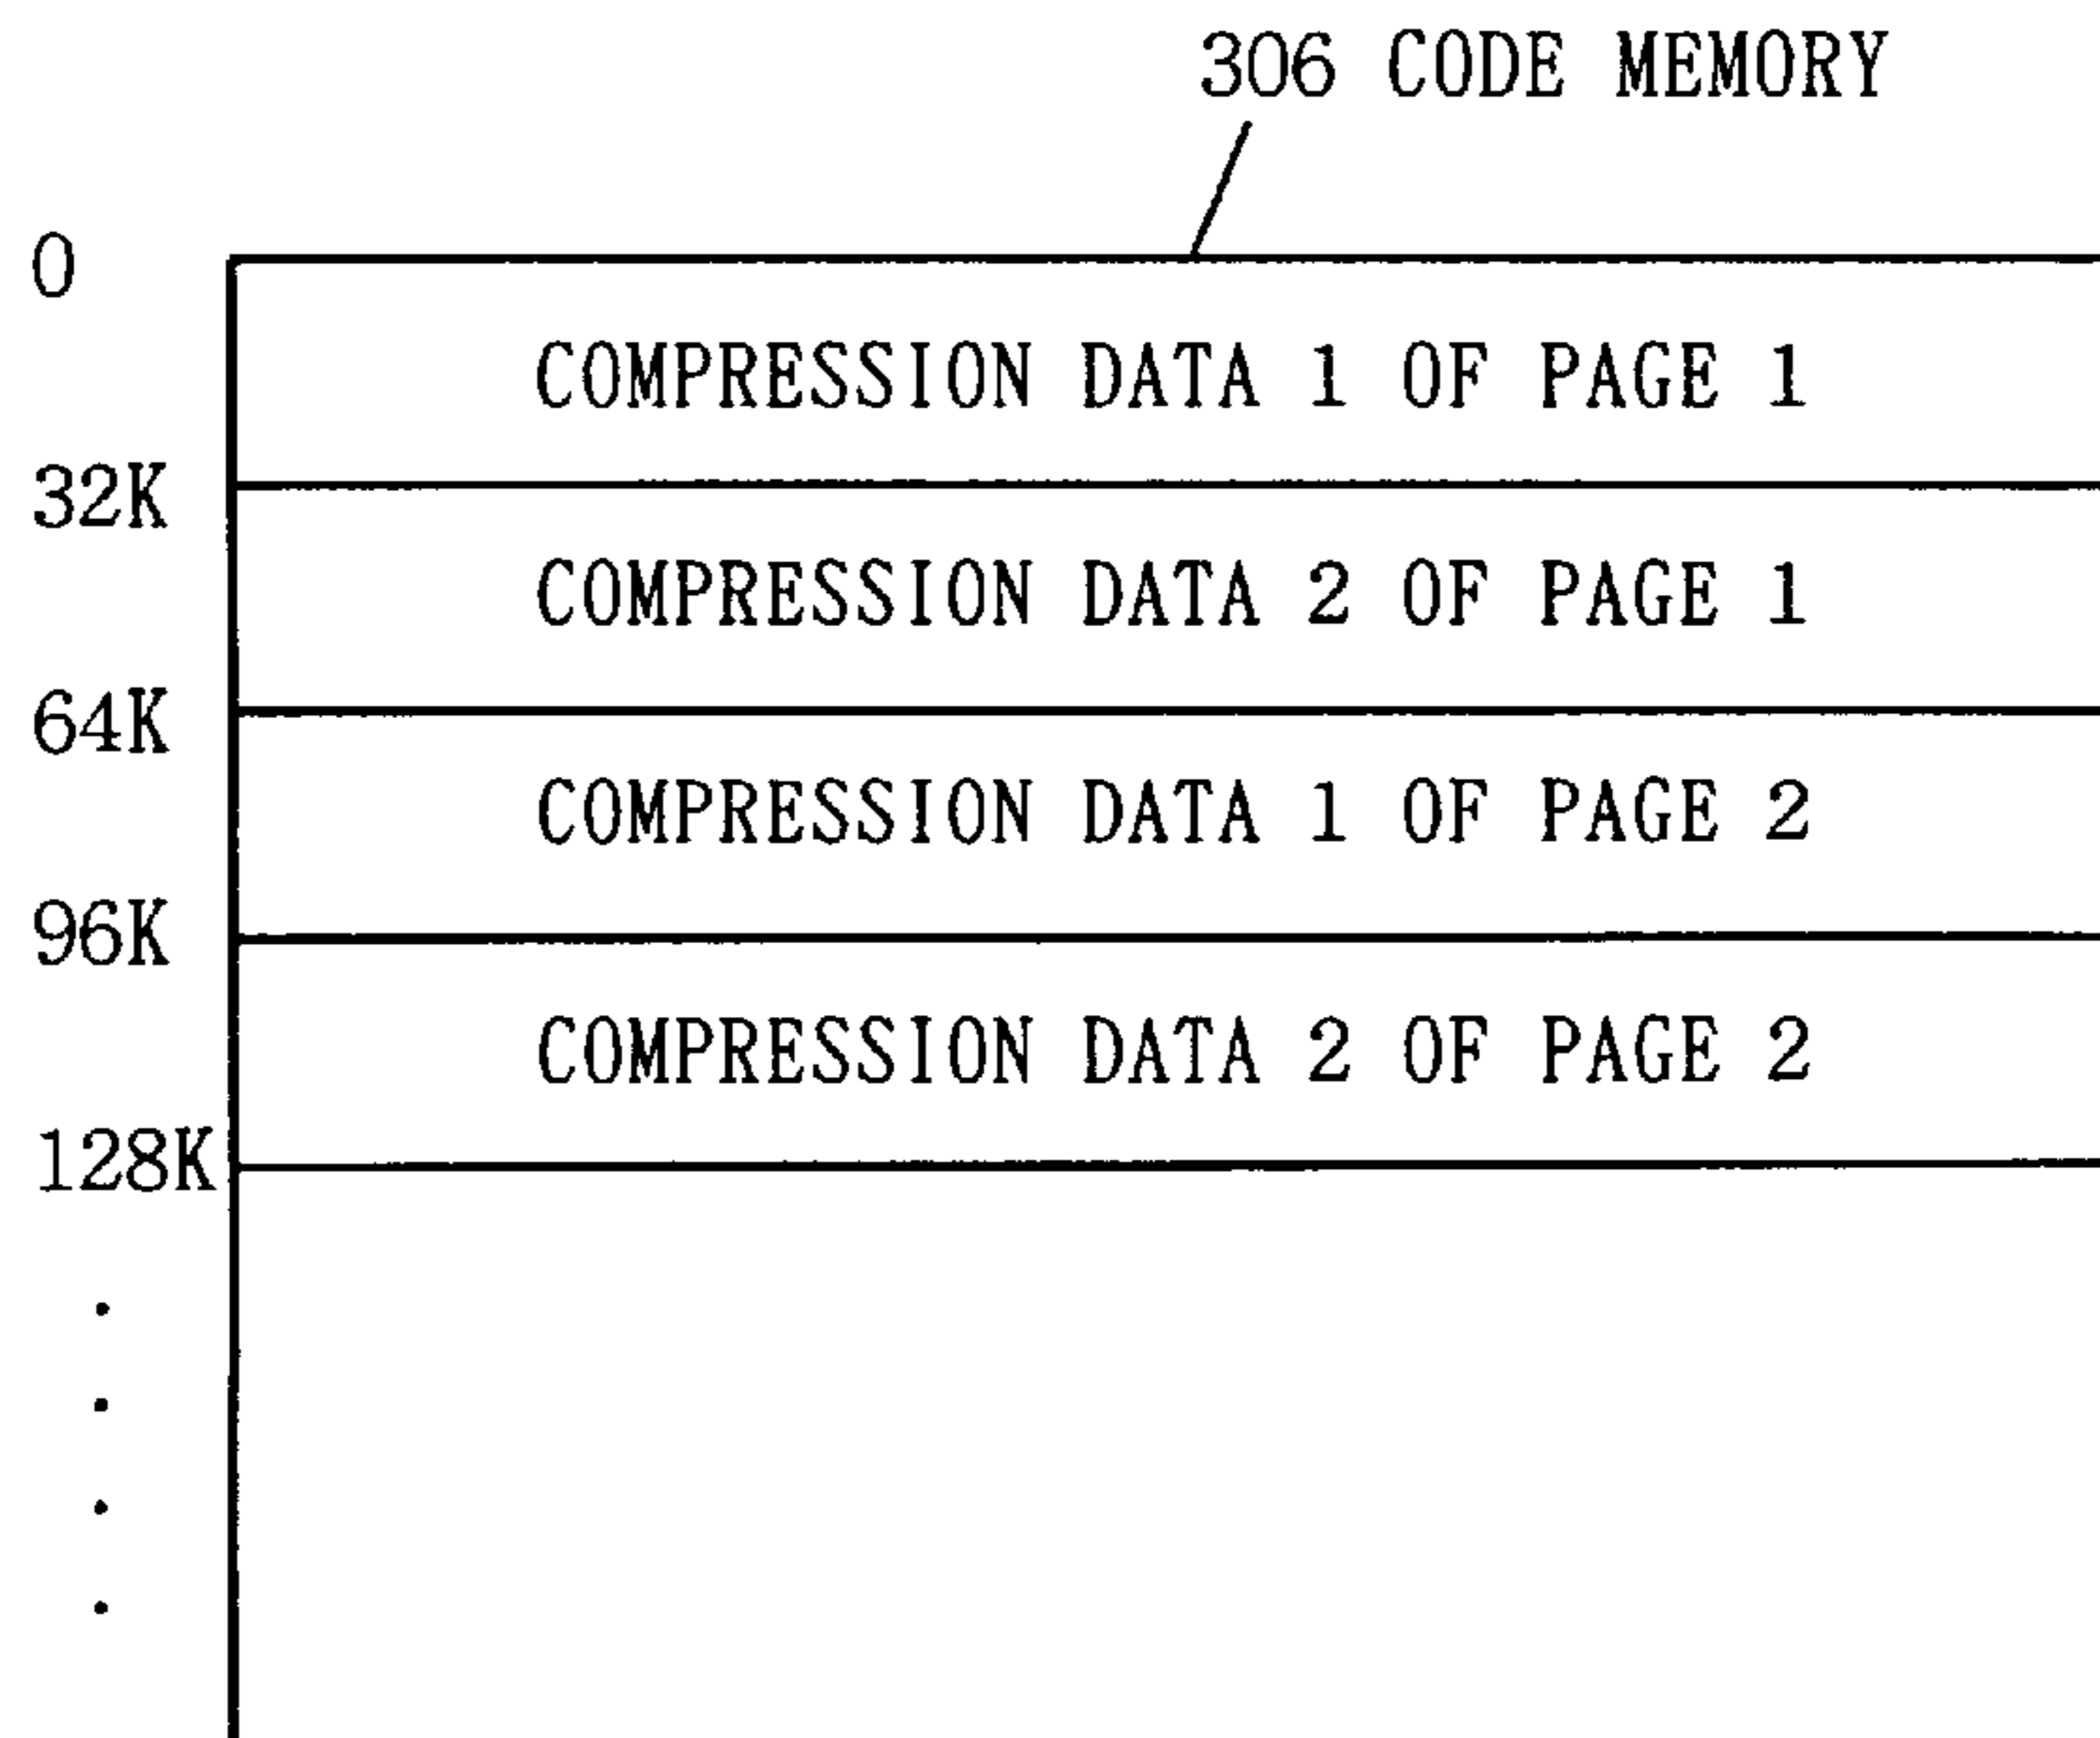 306 CODE MEMORY
0
COMPRESSION DATA 1 OF PAGE 1
32K
COMPRESSION DATA 2 OF PAGE 1
64K
COMPRESSION DATA 1 OF PAGE 2
96K
COMPRESSION DATA 2 OF PAGE 2
128K